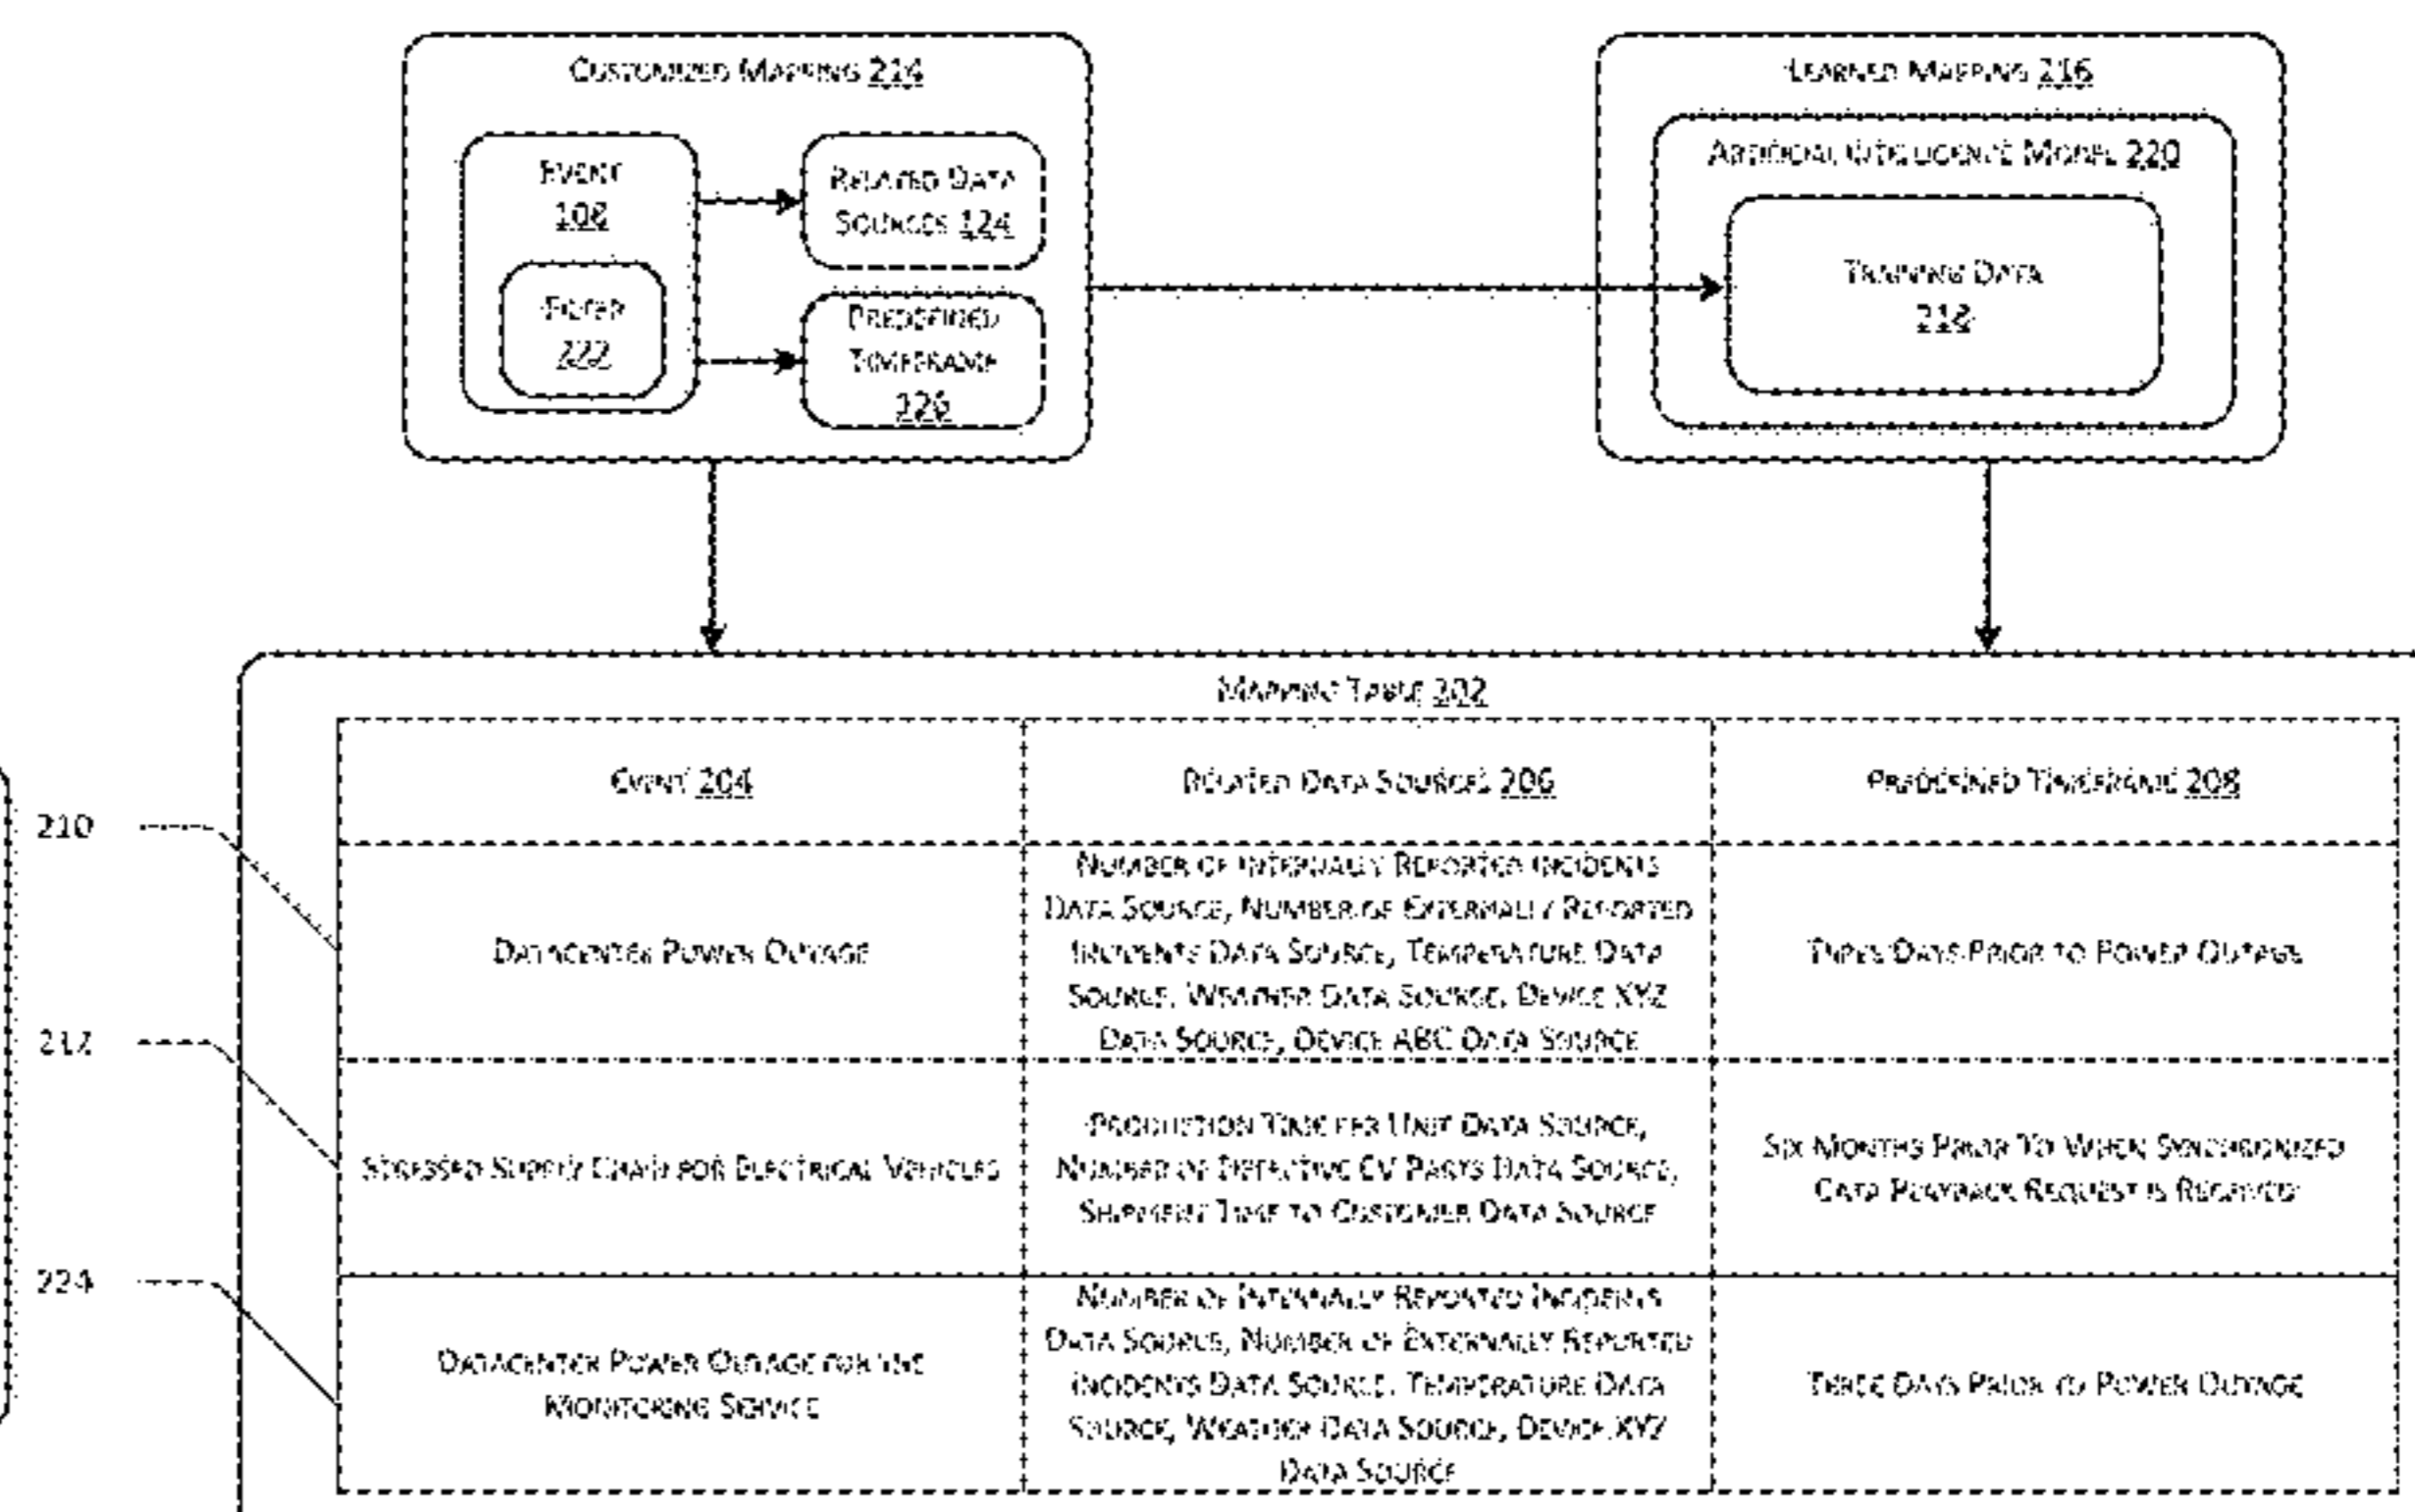 CUSTOMIZED MAPPING 214
EVENT
108
FILTER
222
RELATED DATA
SOURCES 124
PREDEFINED
TIMEFRAME
126
LEARNED MAPPING 216
ARTIFICIAL INTELLIGENCE MODEL 220
TRAINING DATA
218
MAPPING TABLE 202
EVENT 204
RELATED DATA SOURCES 206
PREDEFINED TIMEFRAME 208
210
DATACENTER POWER OUTAGE
NUMBER OF INTERNALLY REPORTED INCIDENTS
DATA SOURCE, NUMBER OF EXTERNALLY REPORTED
INCIDENTS DATA SOURCE, TEMPERATURE DATA
SOURCE, WEATHER DATA SOURCE, DEVICE XYZ
DATA SOURCE, DEVICE ABC DATA SOURCE
THREE DAYS PRIOR TO POWER OUTAGE
212
STRESSED SUPPLY CHAIN FOR ELECTRICAL VEHICLES
PRODUCTION TIME PER UNIT DATA SOURCE,
NUMBER OF DEFECTIVE EV PARTS DATA SOURCE,
SHIPMENT TIME TO CUSTOMER DATA SOURCE
SIX MONTHS PRIOR TO WHEN SYNCHRONIZED
DATA PLAYBACK REQUEST IS RECEIVED
224
DATACENTER POWER OUTAGE FOR THE
MONITORING SERVICE
NUMBER OF INTERNALLY REPORTED INCIDENTS
DATA SOURCE, NUMBER OF EXTERNALLY REPORTED
INCIDENTS DATA SOURCE, TEMPERATURE DATA
SOURCE, WEATHER DATA SOURCE, DEVICE XYZ
DATA SOURCE
THREE DAYS PRIOR TO POWER OUTAGE